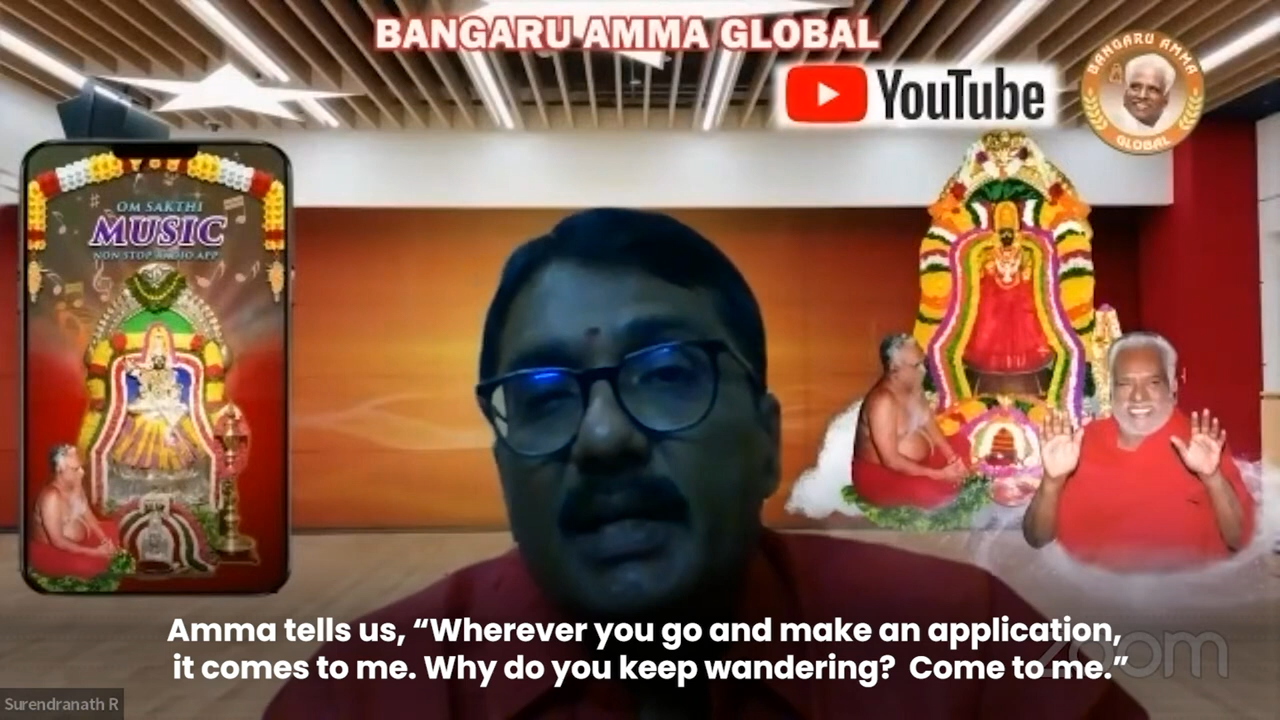 BANGARU AMMA GLOBAL
YouTube
BANGARU AMMA
GLOBAL
OM SAKTHI
MUSIC
NON STOP AUDIO APP
Amma tells us, “Wherever you go and make an application,
it comes to me. Why do you keep wandering?  Come to me.”
zoom
Surendranath R